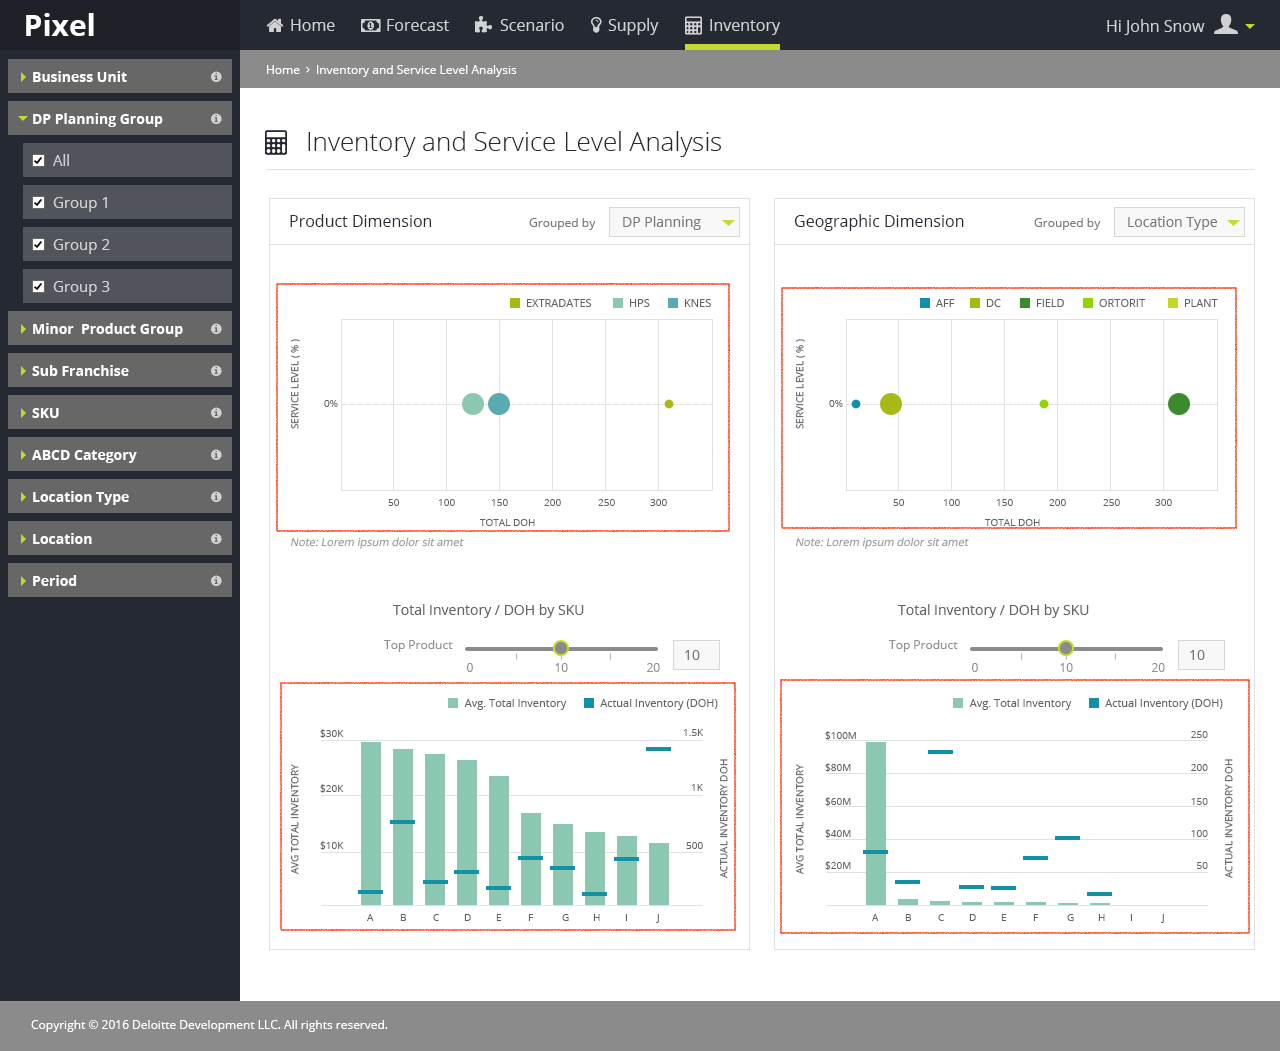 Pixel
Home Forecast Scenario Supply Inventory
Hi John Snow
Home > Inventory and Service Level Analysis
Business Unit
DP Planning Group
All
Group 1
Group 2
Group 3
Minor Product Group
Sub Franchise
SKU
ABCD Category
Location Type
Location
Period
Inventory and Service Level Analysis
Product Dimension
Grouped by
DP Planning
EXTRADATES HPS KNES
SERVICE LEVEL ( % )
0%
50 100 150 200 250 300
TOTAL DOH
Note: Lorem ipsum dolor sit amet
Total Inventory / DOH by SKU
Top Product
0 10 20
10
Avg. Total Inventory Actual Inventory (DOH)
AVG TOTAL INVENTORY
$30K
$20K
$10K
1.5K
1K
500
ACTUAL INVENTORY DOH
A B C D E F G H I J
Geographic Dimension
Grouped by
Location Type
AFF DC FIELD ORTORIT PLANT
SERVICE LEVEL ( % )
0%
50 100 150 200 250 300
TOTAL DOH
Note: Lorem ipsum dolor sit amet
Total Inventory / DOH by SKU
Top Product
0 10 20
10
Avg. Total Inventory Actual Inventory (DOH)
AVG TOTAL INVENTORY
$100M
$80M
$60M
$40M
$20M
250
200
150
100
50
ACTUAL INVENTORY DOH
A B C D E F G H I J
Copyright © 2016 Deloitte Development LLC. All rights reserved.